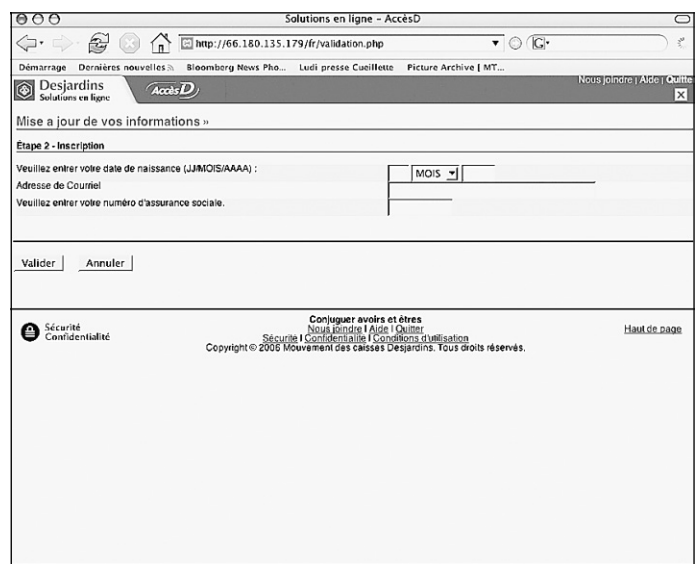 Solutions en ligne – AccèsD
http://66.180.135.179/fr/validation.php
G
Démarrage Dernières nouvelles Bloomberg News Pho... Ludi presse Cueillette Picture Archive | MT...
Desjardins
Solutions en ligne
AccèsD
Nous joindre | Aide | Quitte
Mise a jour de vos informations »
Étape 2 - Inscription
Veuillez entrer votre date de naissance (JJ/MOIS/AAAA) :
MOIS
Adresse de Courriel
Veuillez entrer votre numéro d'assurance sociale.
Valider Annuler
Sécurité
Confidentialité
Conjuguer avoirs et êtres
Nous joindre | Aide | Quitter
Sécurité | Confidentialité | Conditions d'utilisation
Copyright © 2006 Mouvement des caisses Desjardins. Tous droits réservés.
Haut de page